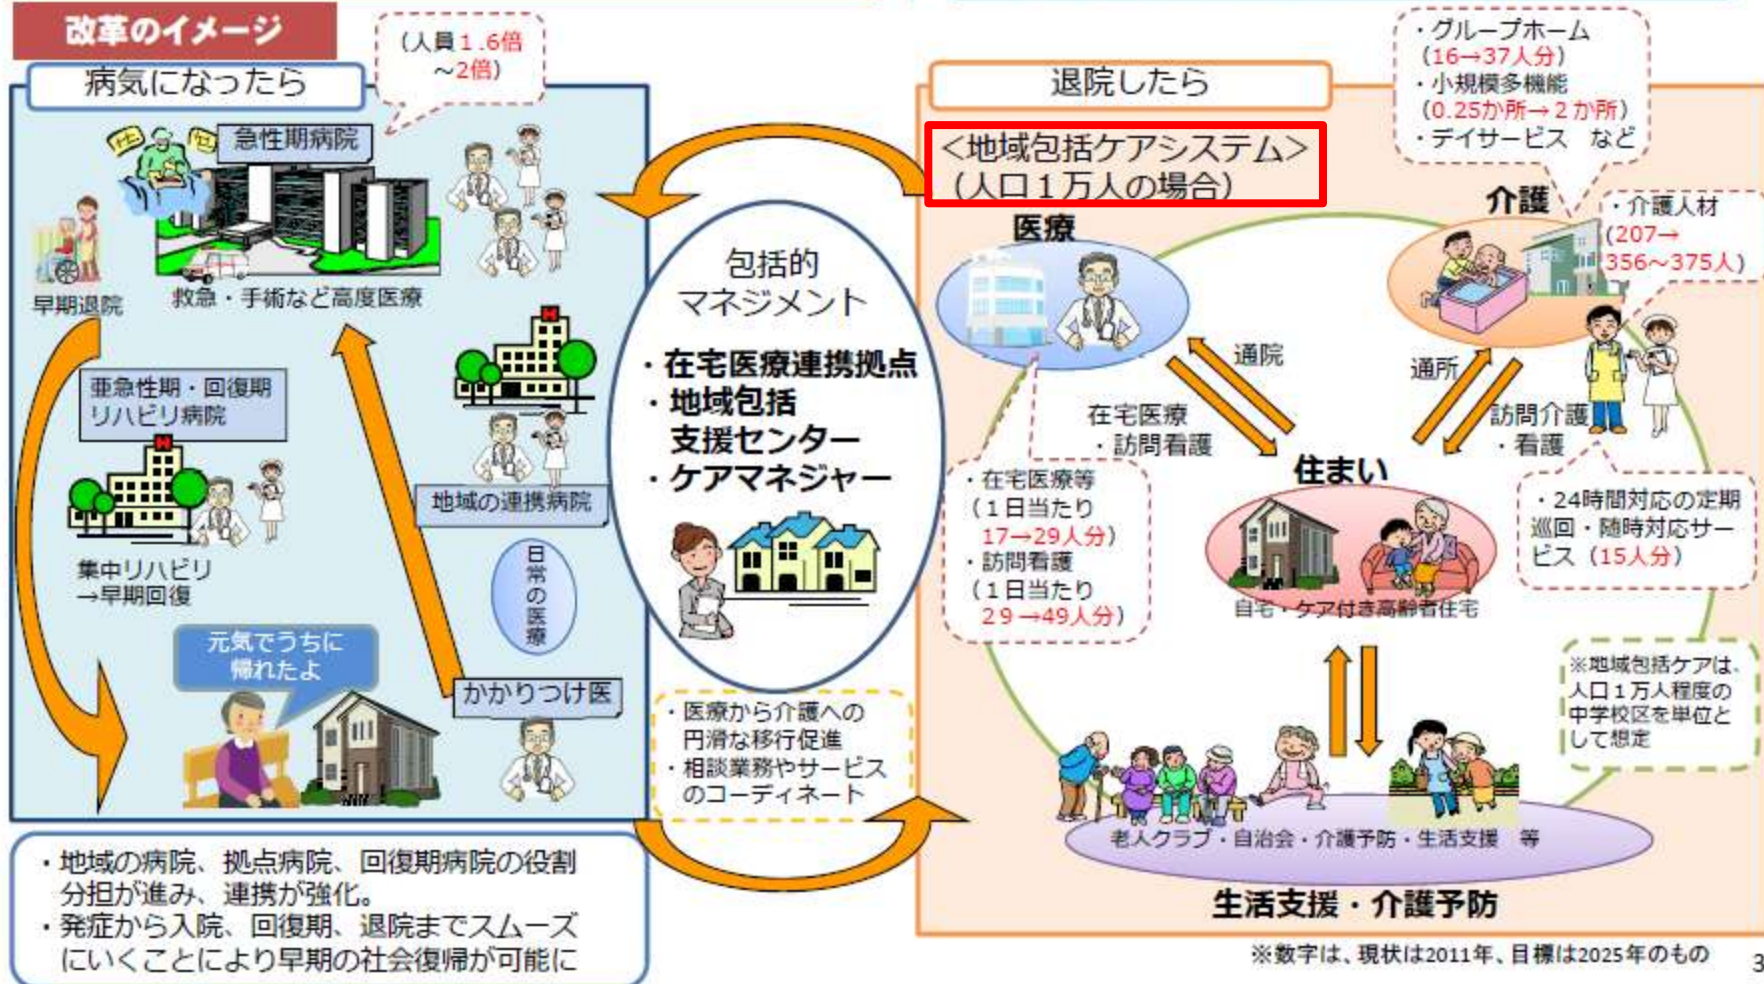 改革のイメージ
(人員1.6倍
～2倍)
病気になったら
急性期病院
救急・手術など高度医療
早期退院
亜急性期・回復期
リハビリ病院
集中リハビリ
→早期回復
地域の連携病院
日常の医療
元気でうちに
帰れたよ
かかりつけ医
・地域の病院、拠点病院、回復期病院の役割
分担が進み、連携が強化。
・発症から入院、回復期、退院までスムーズ
にいくことにより早期の社会復帰が可能に
包括的
マネジメント
・在宅医療連携拠点
・地域包括
支援センター
・ケアマネジャー
・医療から介護への
円滑な移行促進
・相談業務やサービス
のコーディネート
退院したら
<地域包括ケアシステム>
(人口1万人の場合)
・グループホーム
(16→37人分)
・小規模多機能
(0.25か所→2か所)
・デイサービス など
医療
介護
・介護人材
(207→
356～375人)
通院
在宅医療
・訪問看護
通所
訪問介護
・看護
・在宅医療等
(1日当たり
17→29人分)
・訪問看護
(1日当たり
29→49人分)
住まい
自宅・ケア付き高齢者住宅
・24時間対応の定期
巡回・随時対応サー
ビス (15人分)
※地域包括ケアは、
人口1万人程度の
中学校区を単位と
して想定
老人クラブ・自治会・介護予防・生活支援 等
生活支援・介護予防
※数字は、現状は2011年、目標は2025年のもの
3